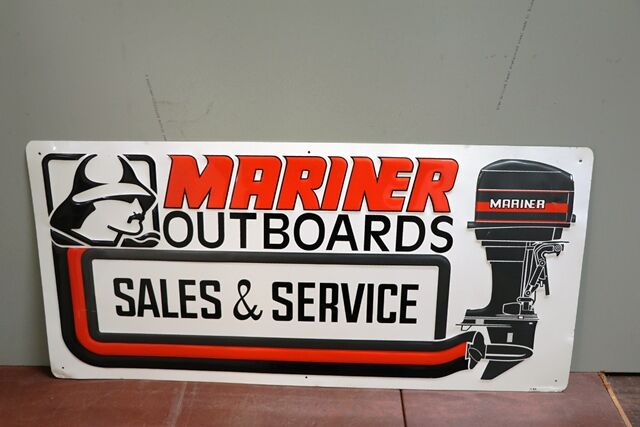 MARINER
OUTBOARDS
SALES & SERVICE
MARINER